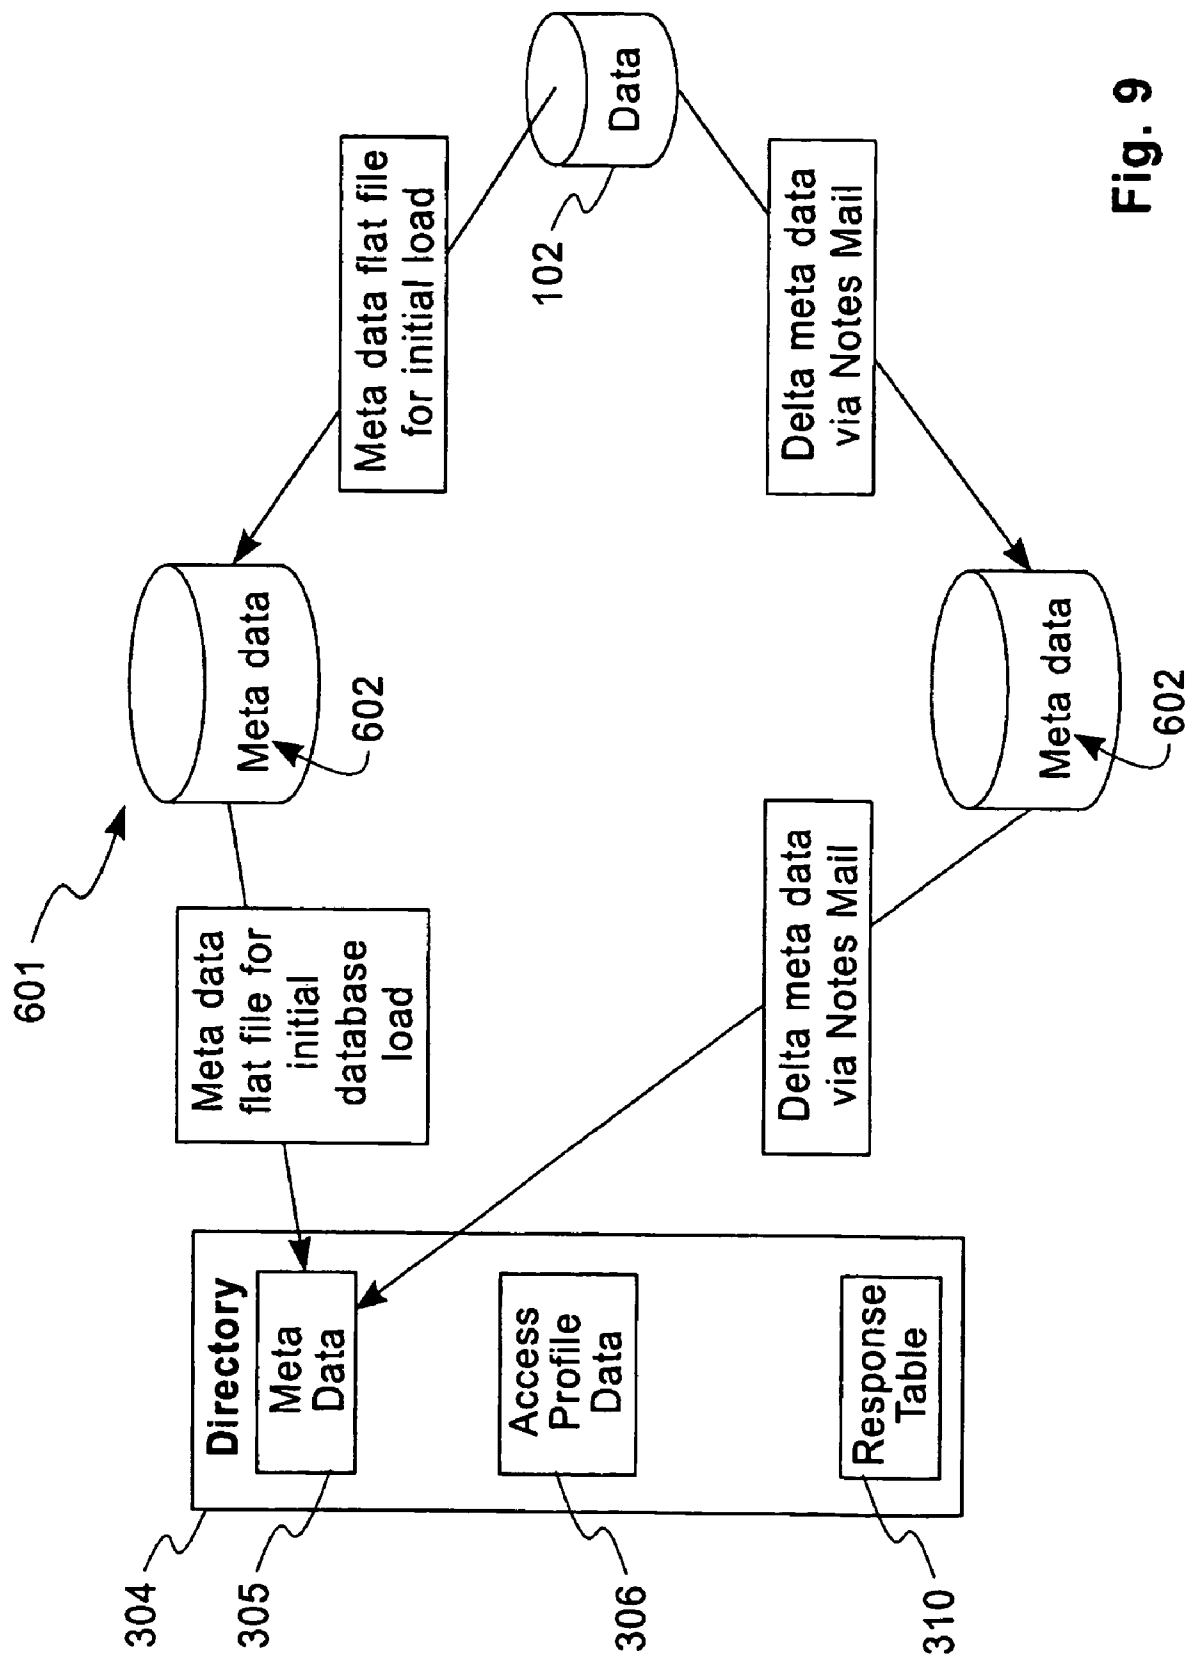 601
304
Directory
305
Meta
Data
306
Access
Profile
Data
310
Response
Table
Meta data
flat file for
initial
database
load
Meta data
602
Meta data flat file
for initial load
Data
102
Delta meta data
via Notes Mail
Meta data
602
Delta meta data
via Notes Mail
Fig. 9